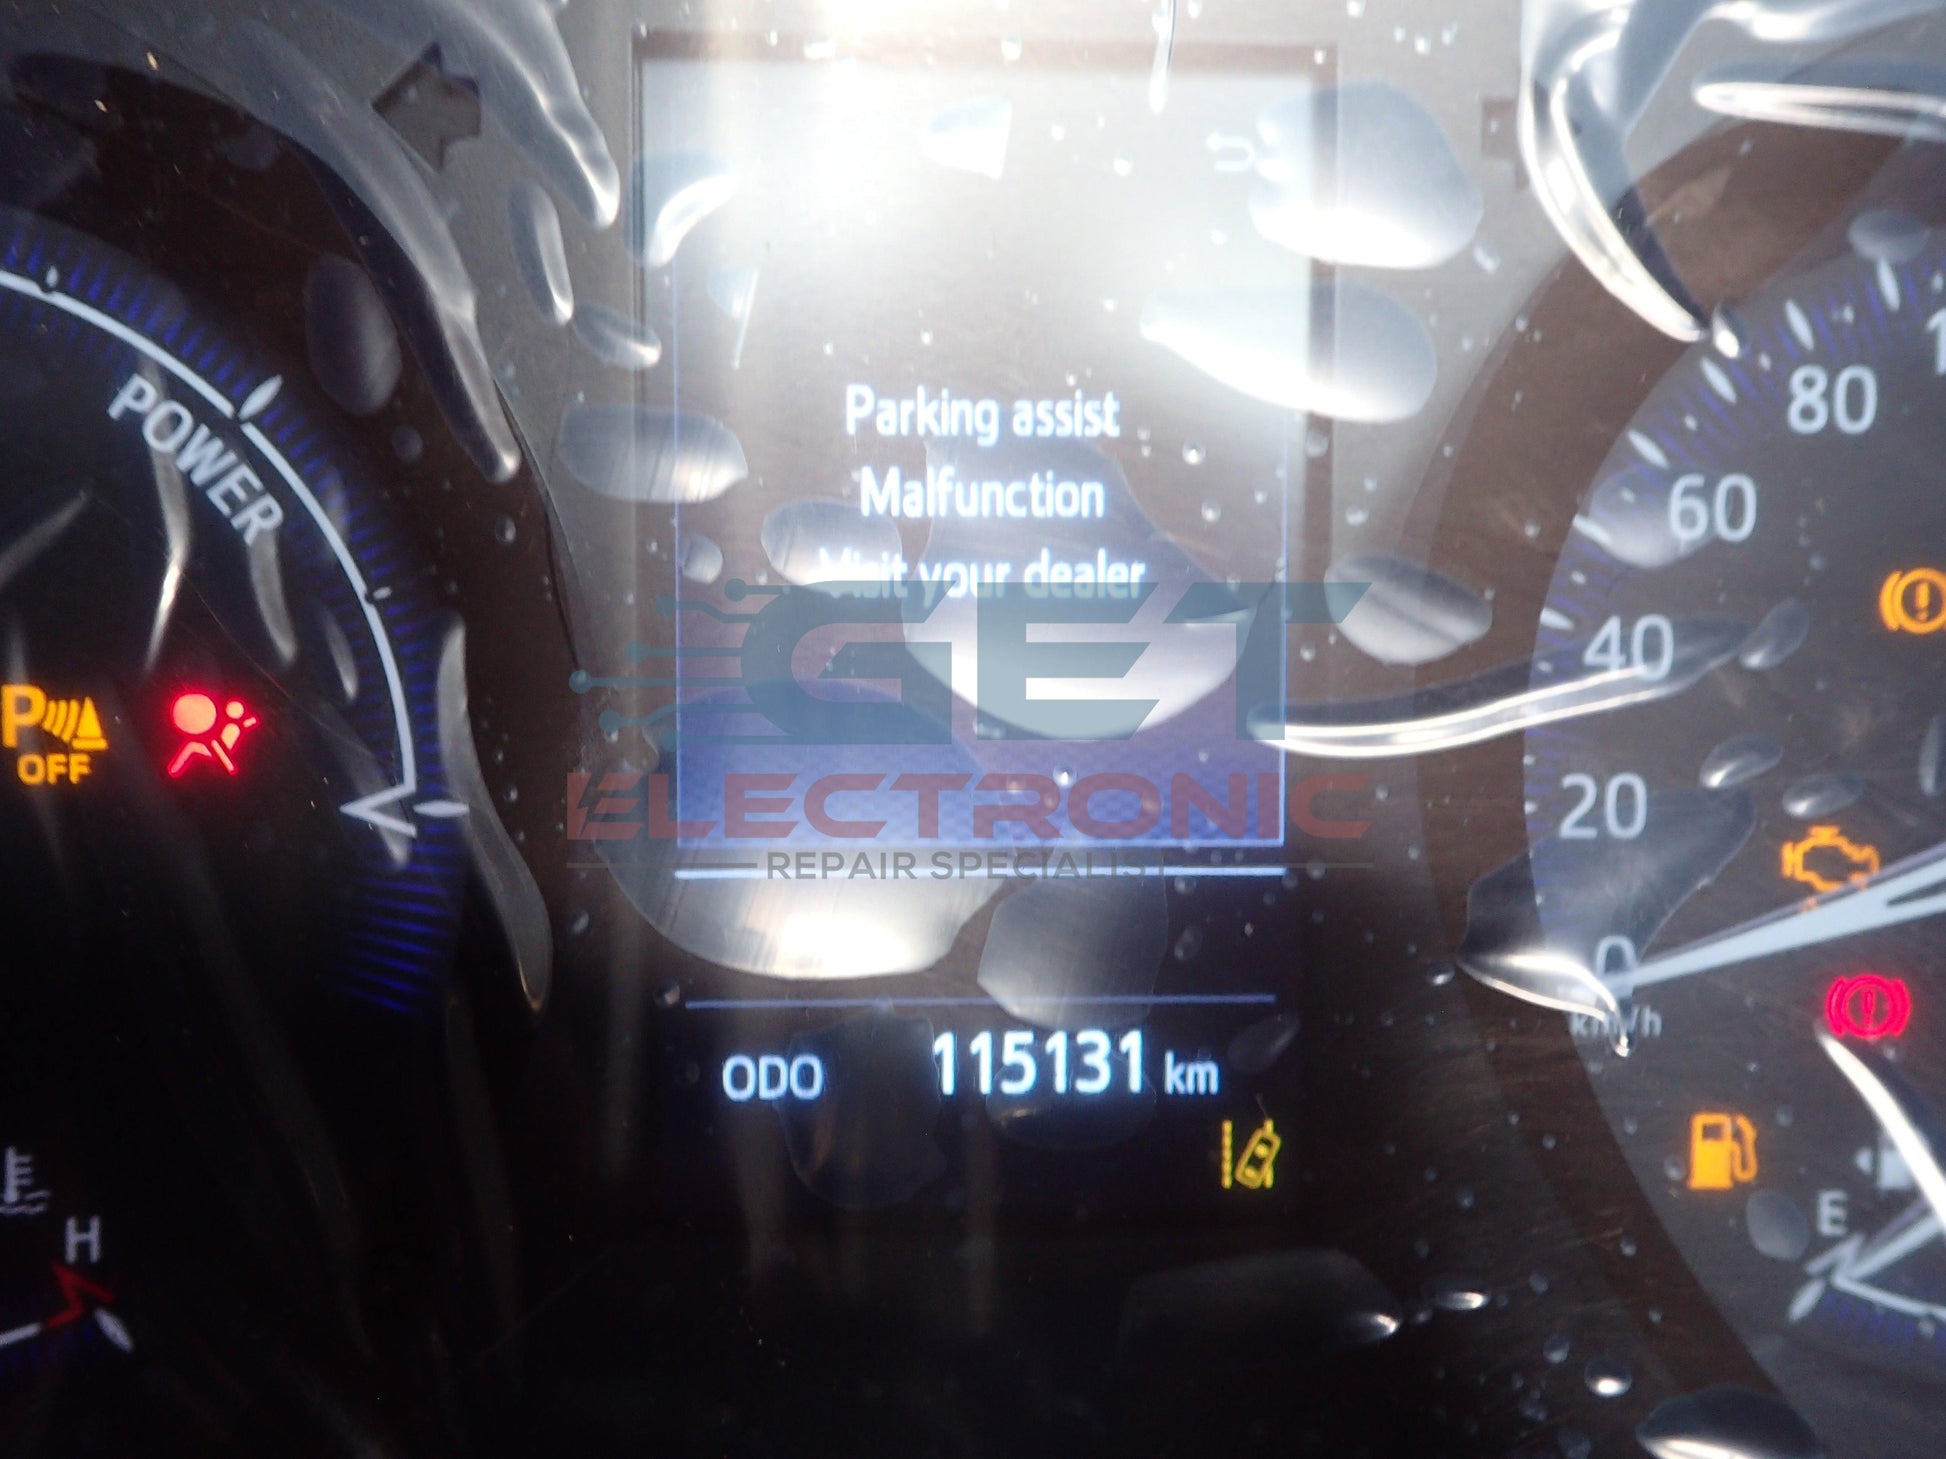 POWER
Parking assist
Malfunction
Visit your dealer
80
60
40
20
0
km/h
P
OFF
GET
ELECTRONIC
REPAIR SPECIALIST
ODO 115131 km
H
E